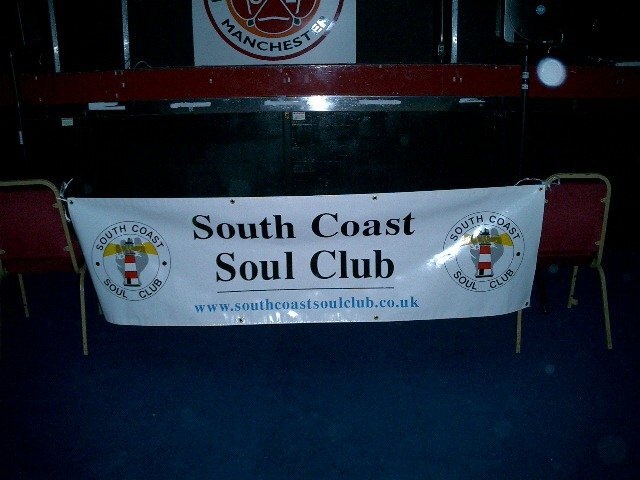 MANCHESTER
SOUTH COAST
SOUL CLUB
South Coast
Soul Club
www.southcoastsoulclub.co.uk
SOUTH COAST
SOUL CLUB